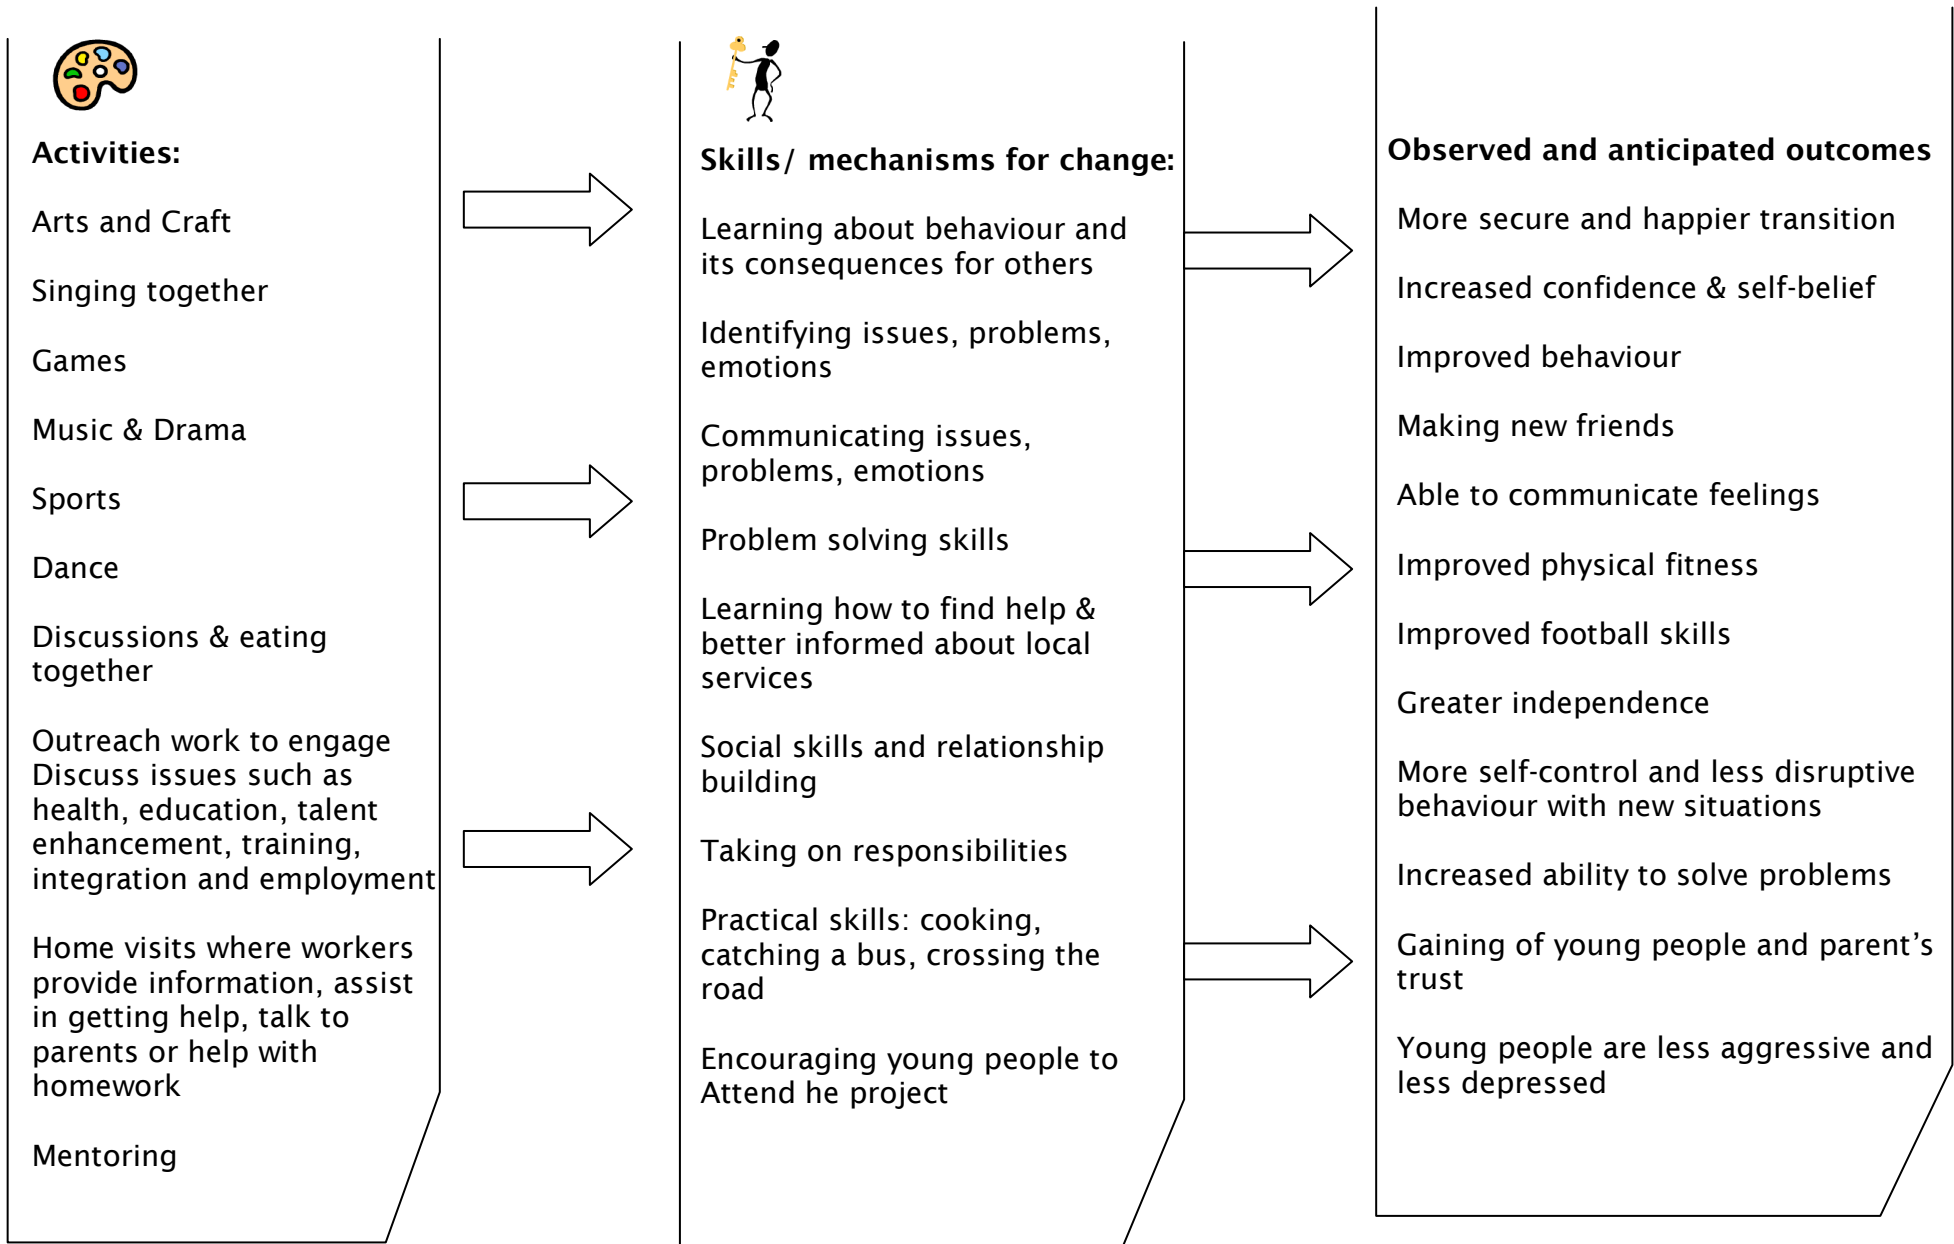 Activities:
Arts and Craft
Singing together
Games
Music & Drama
Sports
Dance
Discussions & eating
together
Outreach work to engage
Discuss issues such as
health, education, talent
enhancement, training,
integration and employment
Home visits where workers
provide information, assist
in getting help, talk to
parents or help with
homework
Mentoring
Skills/ mechanisms for change:
Learning about behaviour and
its consequences for others
Identifying issues, problems,
emotions
Communicating issues,
problems, emotions
Problem solving skills
Learning how to find help &
better informed about local
services
Social skills and relationship
building
Taking on responsibilities
Practical skills: cooking,
catching a bus, crossing the
road
Encouraging young people to
Attend he project
Observed and anticipated outcomes
More secure and happier transition
Increased confidence & self-belief
Improved behaviour
Making new friends
Able to communicate feelings
Improved physical fitness
Improved football skills
Greater independence
More self-control and less disruptive
behaviour with new situations
Increased ability to solve problems
Gaining of young people and parent’s
trust
Young people are less aggressive and
less depressed